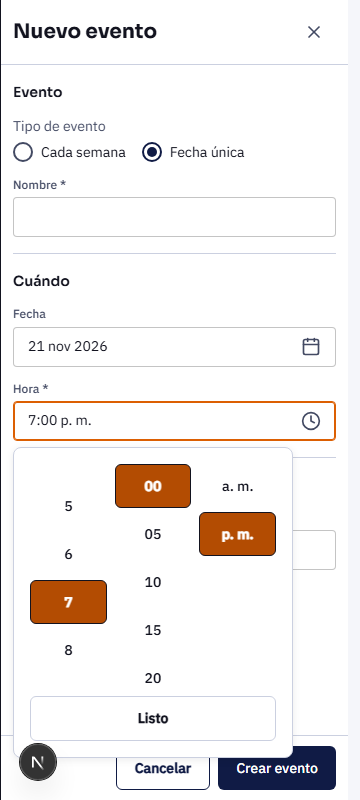 Nuevo evento
Evento
Tipo de evento
Cada semana
Fecha única
Nombre *
Cuándo
Fecha
21 nov 2026
Hora *
7:00 p. m.
5
6
7
8
00
05
10
15
20
a. m.
p. m.
Listo
N
Cancelar
Crear evento